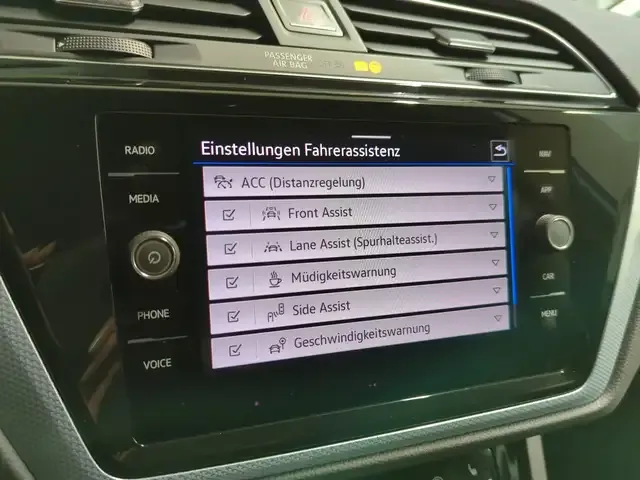 PASSENGER
AIR BAG
RADIO
MEDIA
PHONE
VOICE
Einstellungen Fahrerassistenz
ACC (Distanzregelung)
Front Assist
Lane Assist (Spurhalteassist.)
Müdigkeitswarnung
Side Assist
Geschwindigkeitswarnung
NAV
APP
CAR
MENU